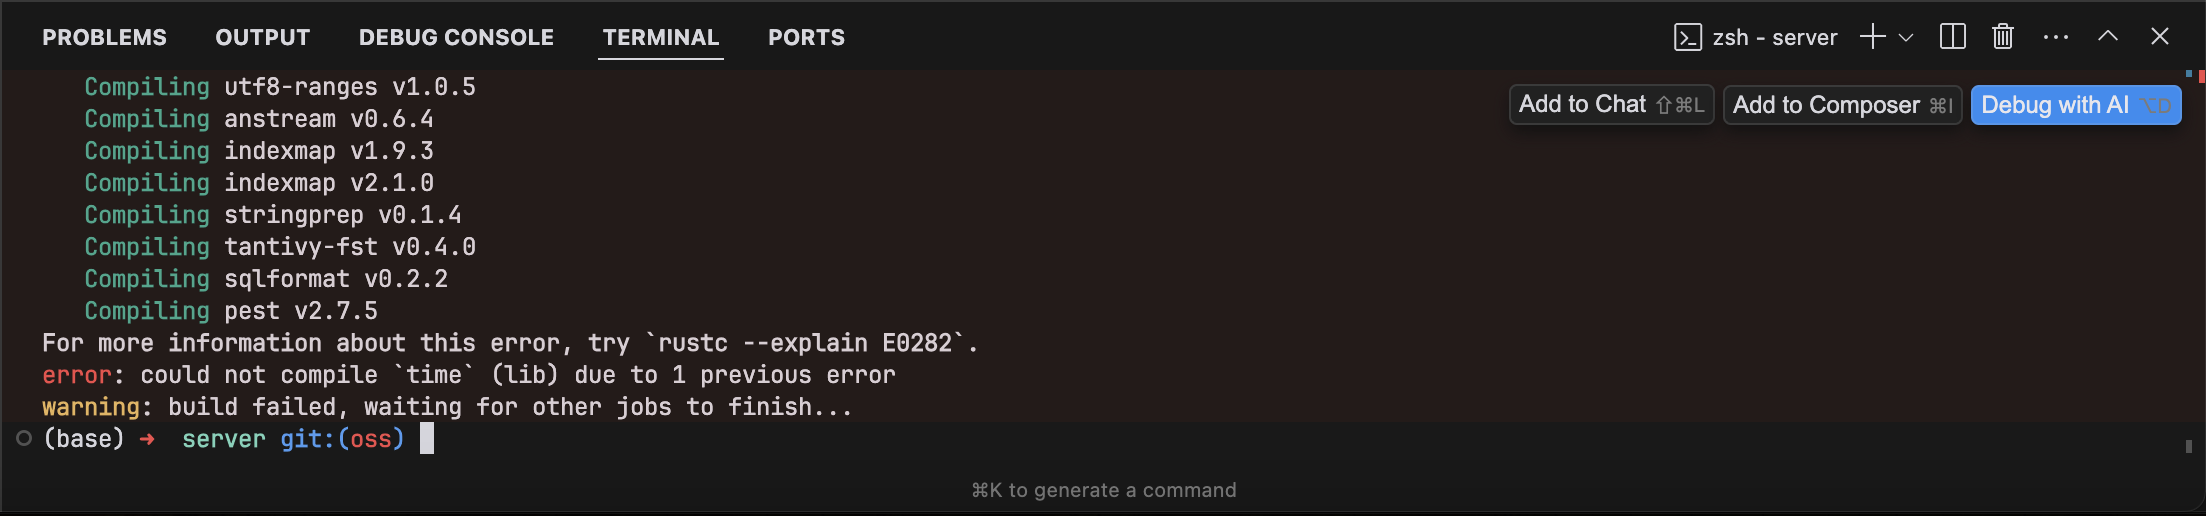 PROBLEMS OUTPUT DEBUG CONSOLE TERMINAL PORTS zsh - server
Compiling utf8-ranges v1.0.5
Add to Chat ⇧⌘L Add to Composer ⌘I Debug with AI ⌥D
Compiling anstream v0.6.4
Compiling indexmap v1.9.3
Compiling indexmap v2.1.0
Compiling stringprep v0.1.4
Compiling tantivy-fst v0.4.0
Compiling sqlformat v0.2.2
Compiling pest v2.7.5
For more information about this error, try `rustc --explain E0282`.
error: could not compile `time` (lib) due to 1 previous error
warning: build failed, waiting for other jobs to finish...
(base) ➜ server git:(oss)
⌘K to generate a command